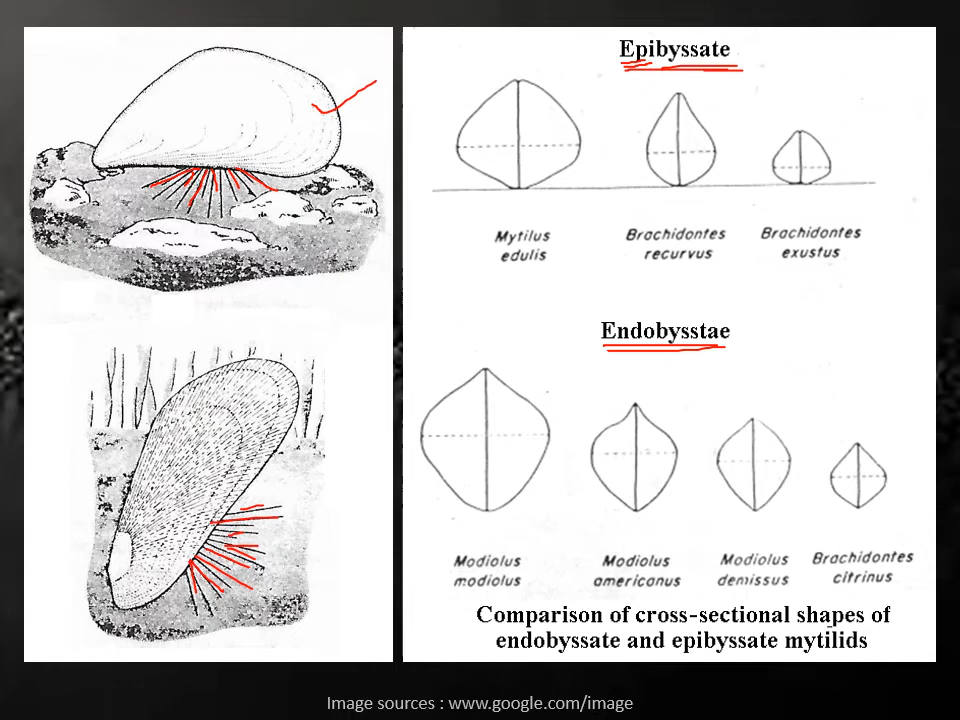 Epibyssate
Mytilus
edulis
Brachidontes
recurvus
Brachidontes
exustus
Endobysstae
Modiolus
modiolus
Modiolus
americanus
Modiolus
demissus
Brachidontes
citrinus
Comparison of cross-sectional shapes of
endobyssate and epibyssate mytilids
Image sources : www.google.com/image